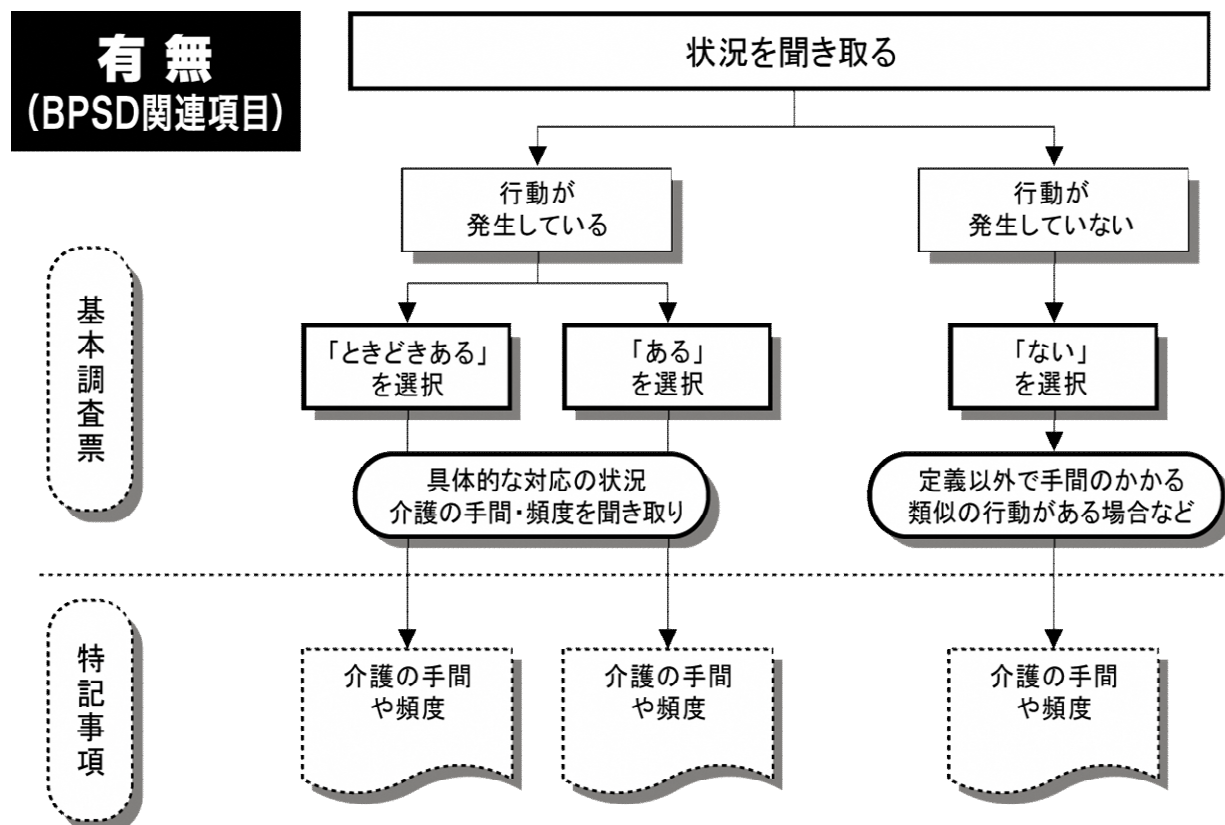 有無
(BPSD関連項目)
状況を聞き取る
行動が
発生している
行動が
発生していない
基本調査票
「ときどきある」
を選択
「ある」
を選択
「ない」
を選択
具体的な対応の状況
介護の手間・頻度を聞き取り
定義以外で手間のかかる
類似の行動がある場合など
特記事項
介護の手間
や頻度
介護の手間
や頻度
介護の手間
や頻度